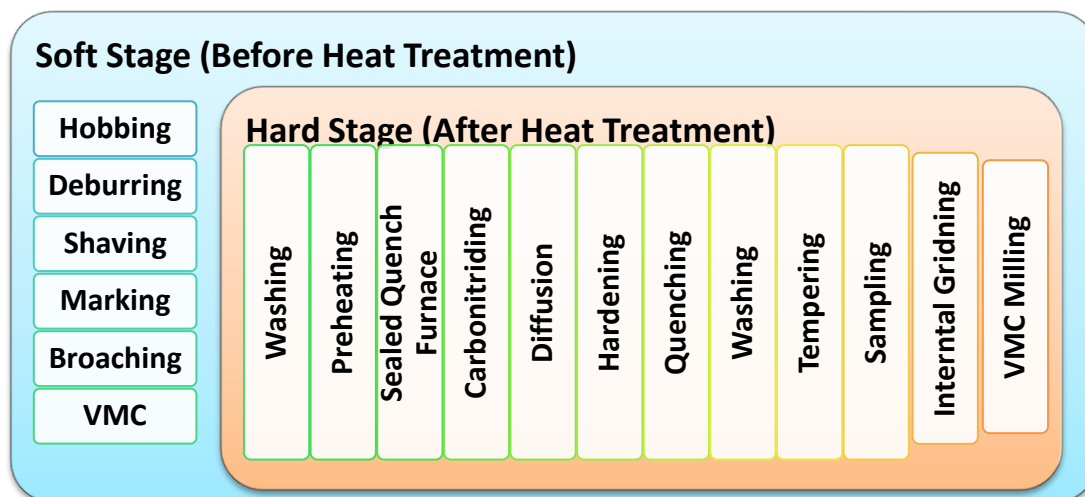 Soft Stage (Before Heat Treatment)
Hobbing
Deburring
Shaving
Marking
Broaching
VMC
Hard Stage (After Heat Treatment)
Washing
Preheating
Sealed Quench
Furnace
Carbonitriding
Diffusion
Hardening
Quenching
Washing
Tempering
Sampling
Interntal Gridning
VMC Milling